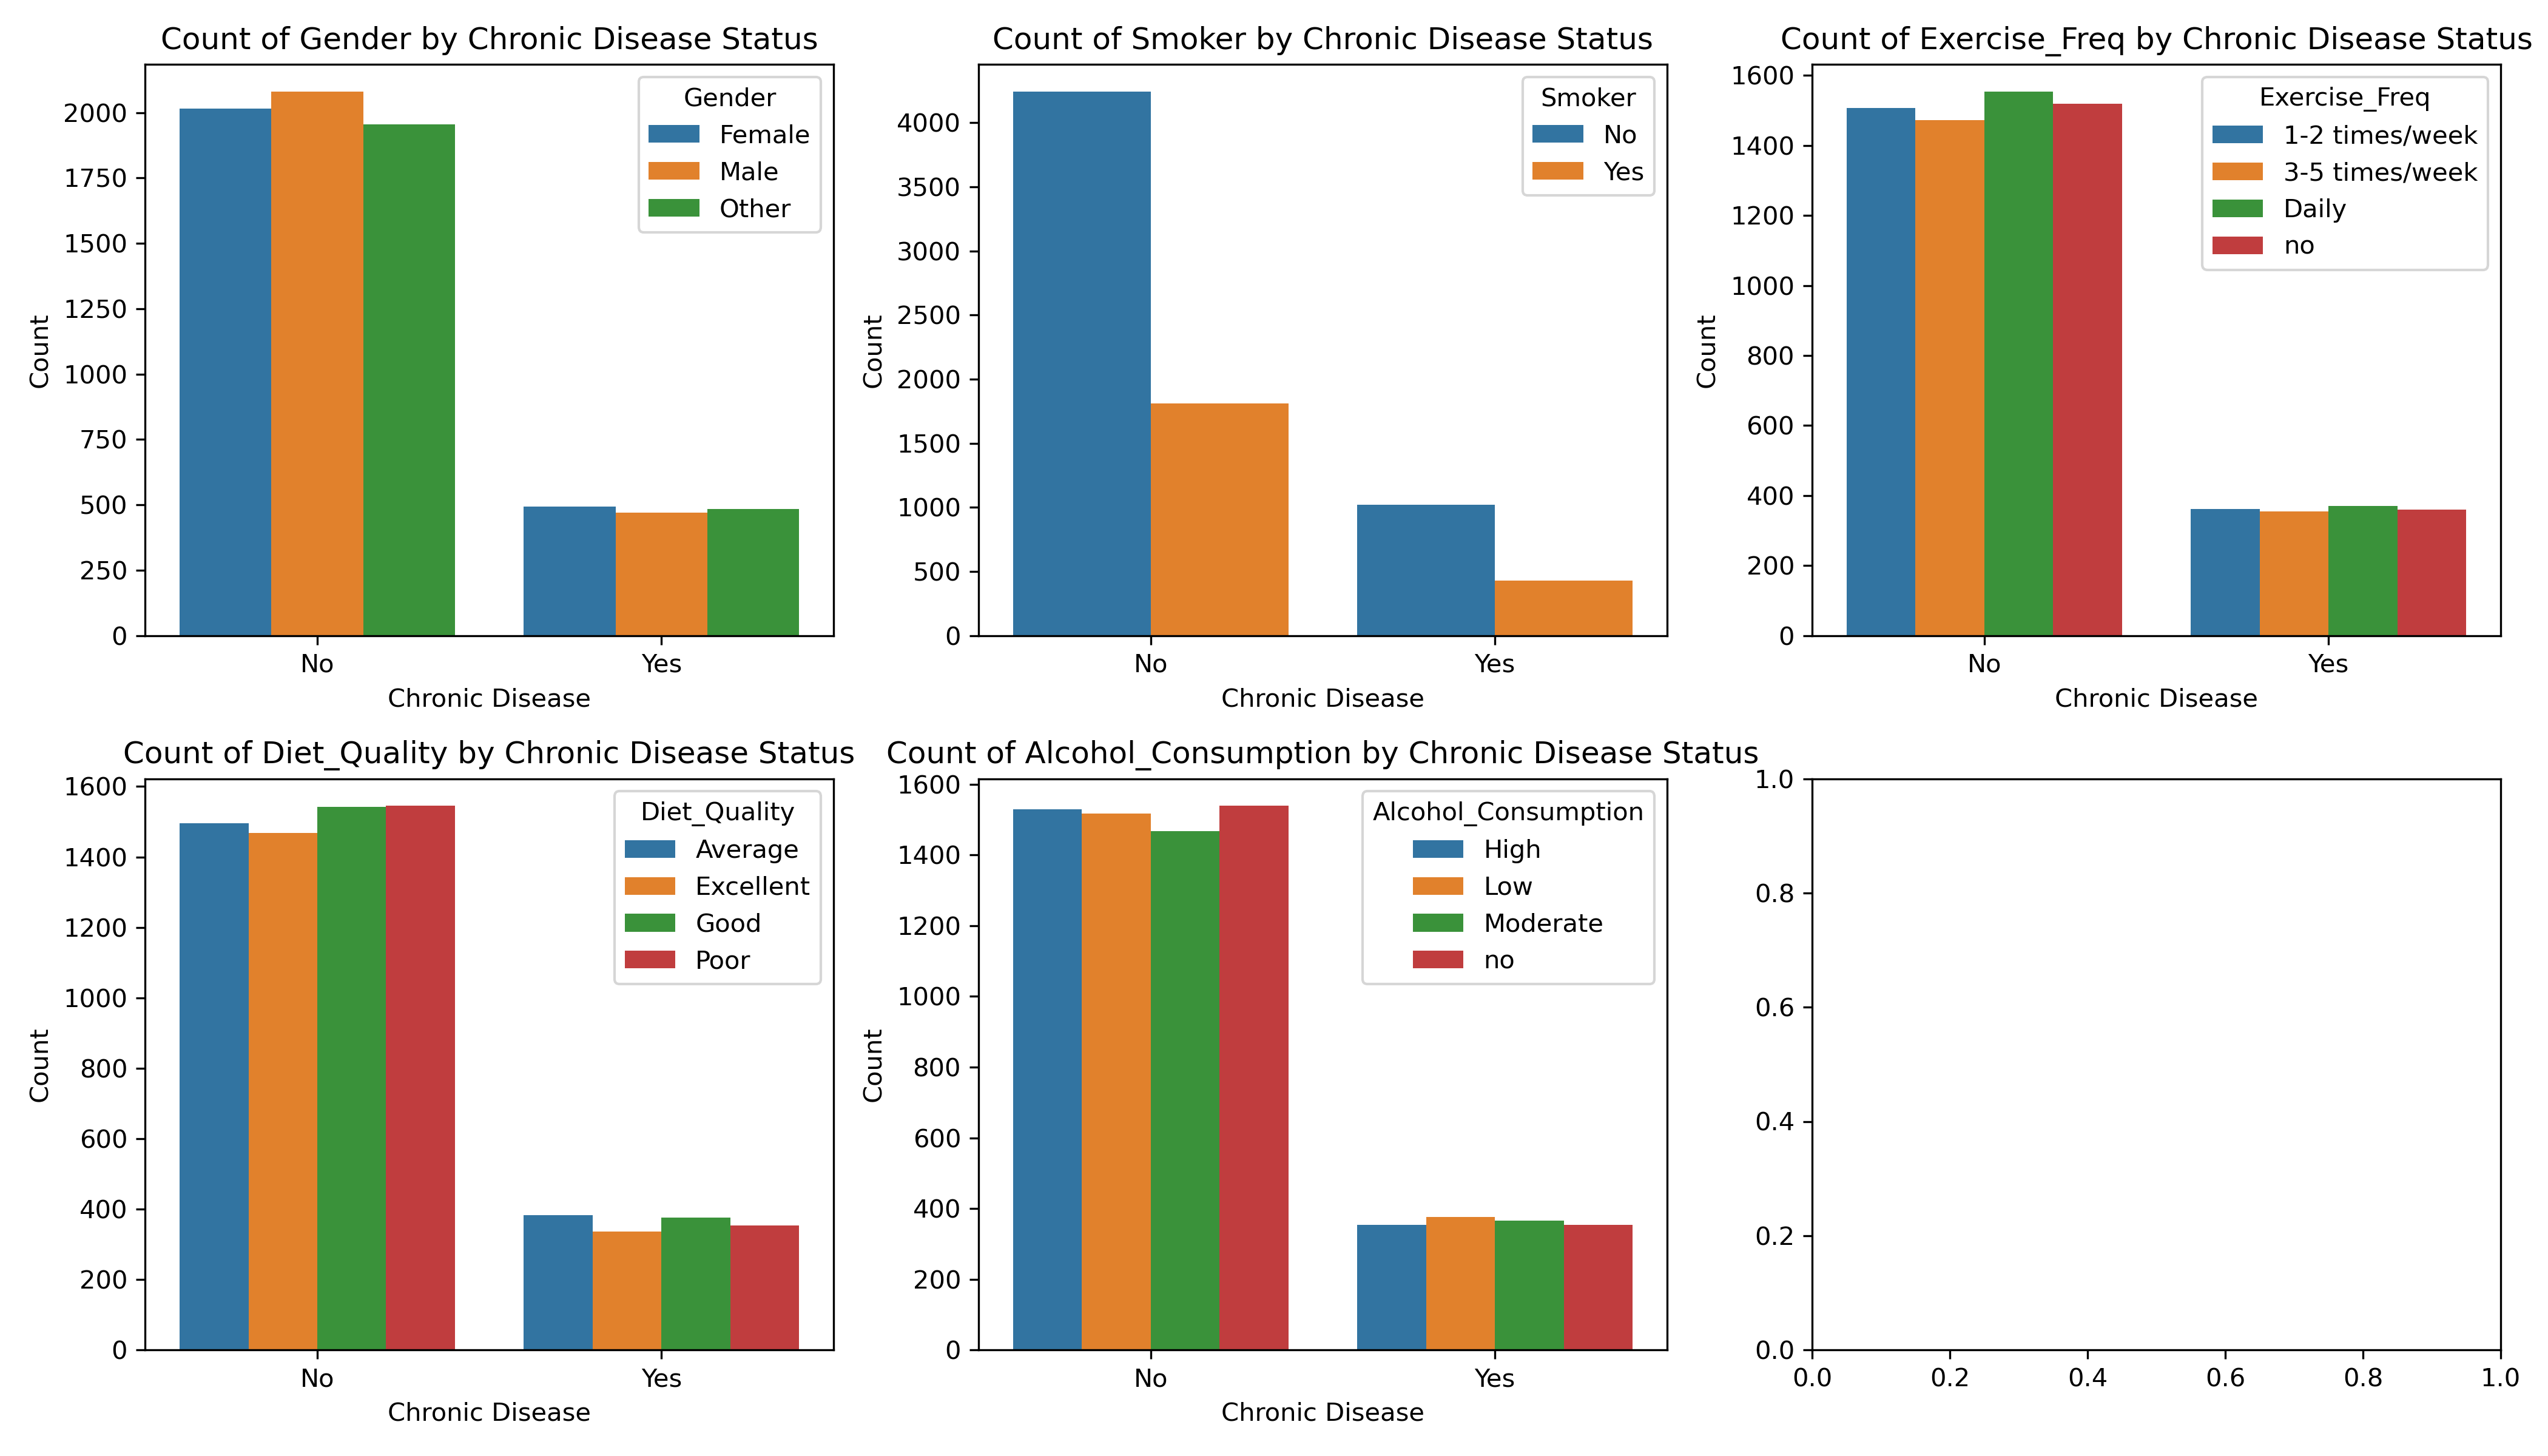 Count of Gender by Chronic Disease Status
2000
1750
1500
1250
1000
750
500
250
0
Count
Gender
Female
Male
Other
No Yes
Chronic Disease
Count of Smoker by Chronic Disease Status
4000
3500
3000
2500
2000
1500
1000
500
0
Count
Smoker
No
Yes
No Yes
Chronic Disease
Count of Exercise_Freq by Chronic Disease Status
1600
1400
1200
1000
800
600
400
200
0
Count
Exercise_Freq
1-2 times/week
3-5 times/week
Daily
no
No Yes
Chronic Disease
Count of Diet_Quality by Chronic Disease Status
1600
1400
1200
1000
800
600
400
200
0
Count
Diet_Quality
Average
Excellent
Good
Poor
No Yes
Chronic Disease
Count of Alcohol_Consumption by Chronic Disease Status
1600
1400
1200
1000
800
600
400
200
0
Count
Alcohol_Consumption
High
Low
Moderate
no
No Yes
Chronic Disease
1.0
0.8
0.6
0.4
0.2
0.0
0.0 0.2 0.4 0.6 0.8 1.0